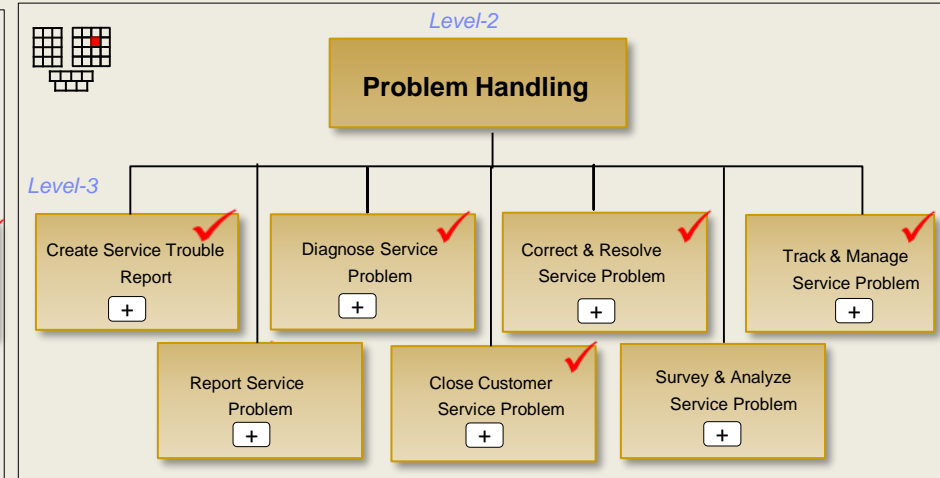 Level-2
Problem Handling
Level-3
Create Service Trouble
Report
+
Diagnose Service
Problem
+
Correct & Resolve
Service Problem
+
Track & Manage
Service Problem
+
Report Service
Problem
+
Close Customer
Service Problem
+
Survey & Analyze
Service Problem
+